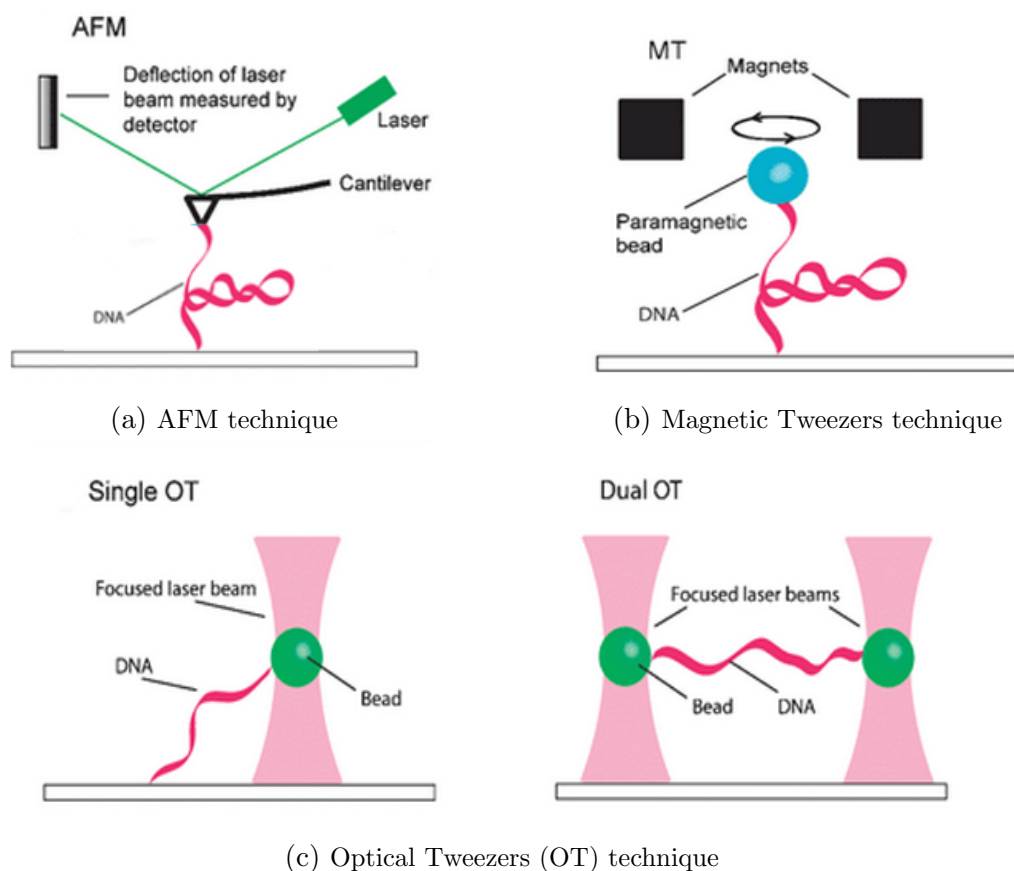 AFM
Deflection of laser
beam measured by
detector
Laser
Cantilever
DNA
(a) AFM technique
MT
Magnets
Paramagnetic
bead
DNA
(b) Magnetic Tweezers technique
Single OT
Focused laser beam
DNA
Bead
Dual OT
Focused laser beams
Bead
DNA
(c) Optical Tweezers (OT) technique